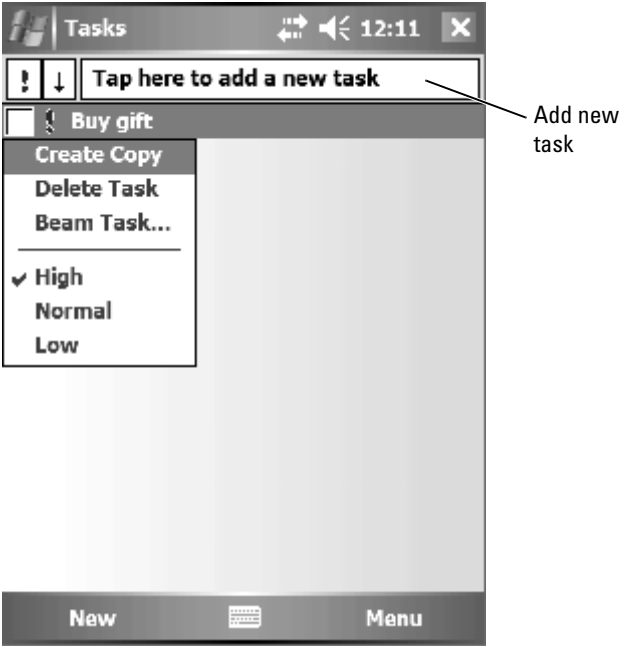 Tasks 12:11
! ↓ Tap here to add a new task
Add new
task
Buy gift
Create Copy
Delete Task
Beam Task...
High
Normal
Low
New Menu